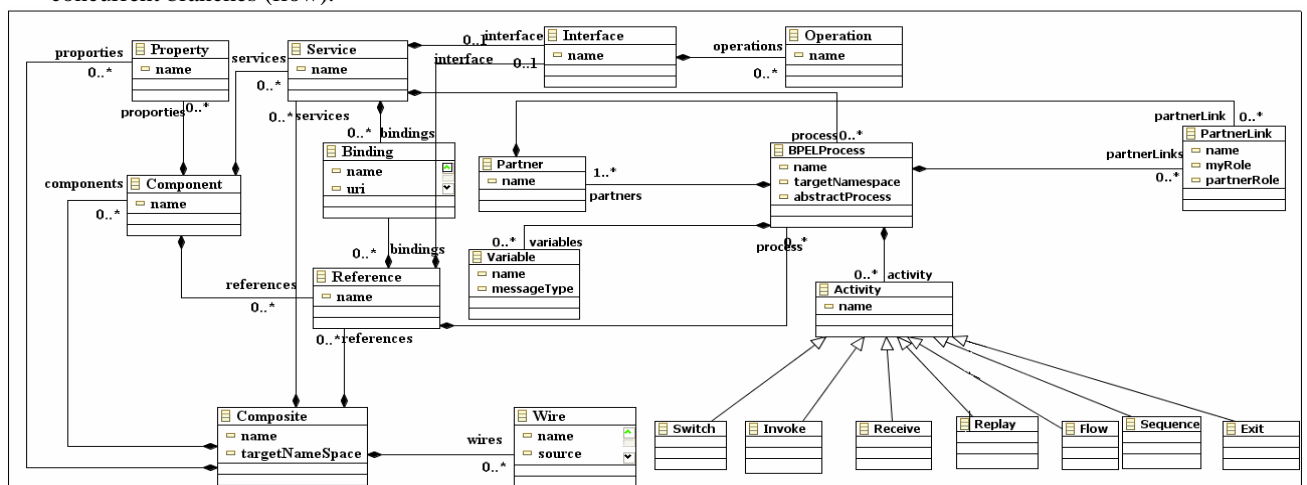 concurrent branches (flow).
properties
0..*
Property
name
properties
0..*
Service
name
services
0..*
0..*services
interface
0..1
Interface
name
interface
0..1
operations
0..*
Operation
name
0..*
bindings
Binding
name
uri
Partner
name
1..*
partners
process0..*
BPELProcess
name
targetNamespace
abstractProcess
partnerLink
0..*
PartnerLink
name
myRole
partnerRole
partnerLinks
0..*
components
0..*
Component
name
references
0..*
0..*
bindings
Reference
name
0..*references
0..*
variables
Variable
name
messageType
process
0..*
0..*
activity
Activity
name
Composite
name
targetNameSpace
wires
0..*
Wire
name
source
Switch
Invoke
Receive
Replay
Flow
Sequence
Exit